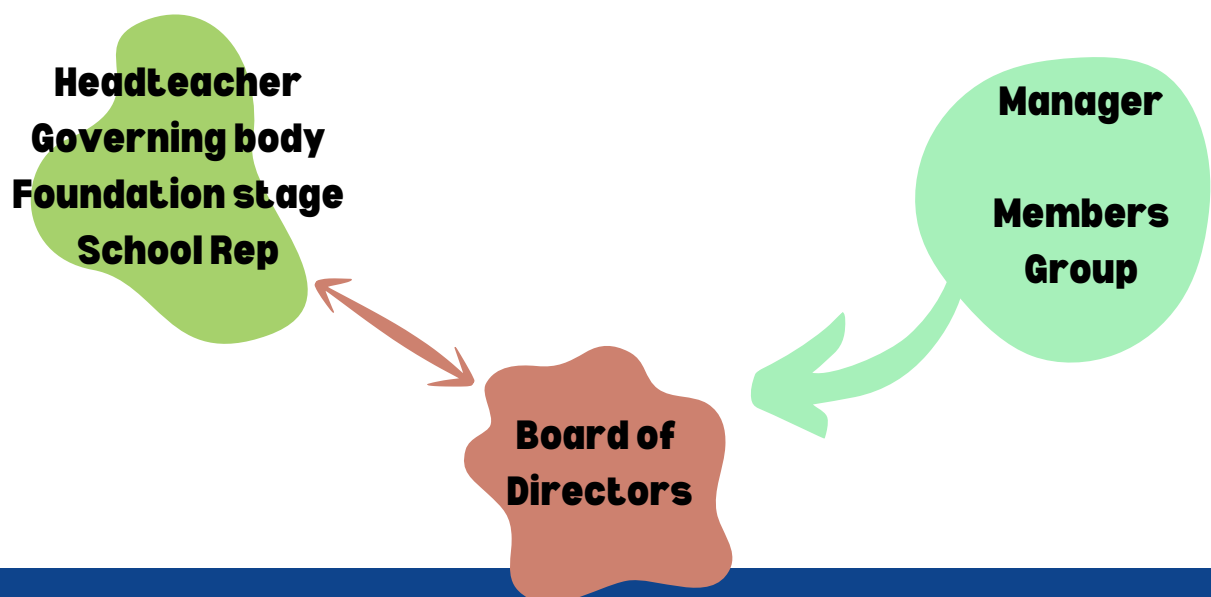 Headteacher
Governing body
Foundation stage
School Rep
Manager
Members
Group
Board of
Directors